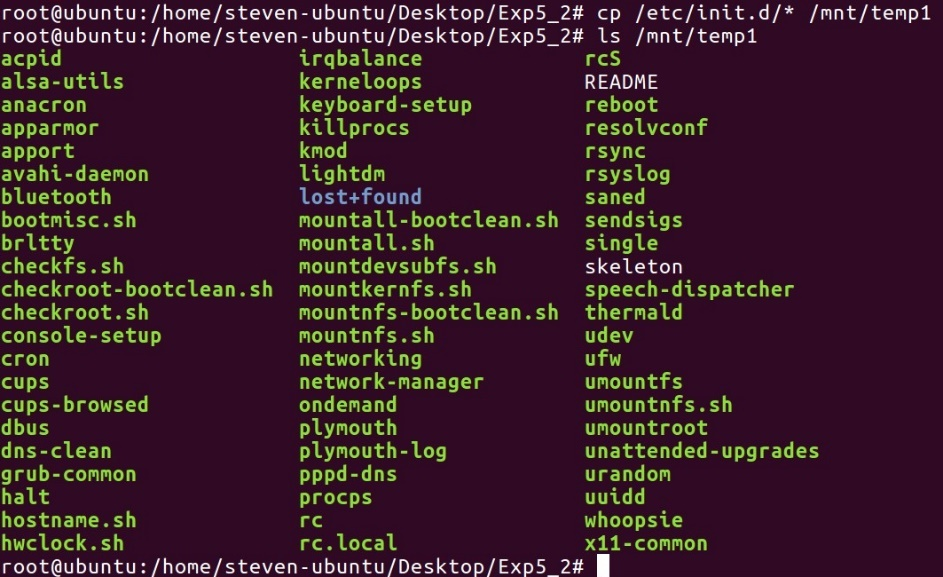 root@ubuntu:/home/steven-ubuntu/Desktop/Exp5_2# cp /etc/init.d/* /mnt/temp1
root@ubuntu:/home/steven-ubuntu/Desktop/Exp5_2# ls /mnt/temp1
acpid irqbalance rcS
alsa-utils kerneloops README
anacron keyboard-setup reboot
apparmor killprocs resolvconf
apport kmod rsync
avahi-daemon lightdm rsyslog
bluetooth lost+found saned
bootmisc.sh mountall-bootclean.sh sendsigs
brltty mountall.sh single
checkfs.sh mountdevsubfs.sh skeleton
checkroot-bootclean.sh mountkernfs.sh speech-dispatcher
checkroot.sh mountnfs-bootclean.sh thermald
console-setup mountnfs.sh udev
cron networking ufw
cups network-manager umountfs
cups-browsed ondemand umountnfs.sh
dbus plymouth umountroot
dns-clean plymouth-log unattended-upgrades
grub-common pppd-dns urandom
halt procps uuidd
hostname.sh rc whoopsie
hwclock.sh rc.local x11-common
root@ubuntu:/home/steven-ubuntu/Desktop/Exp5_2#